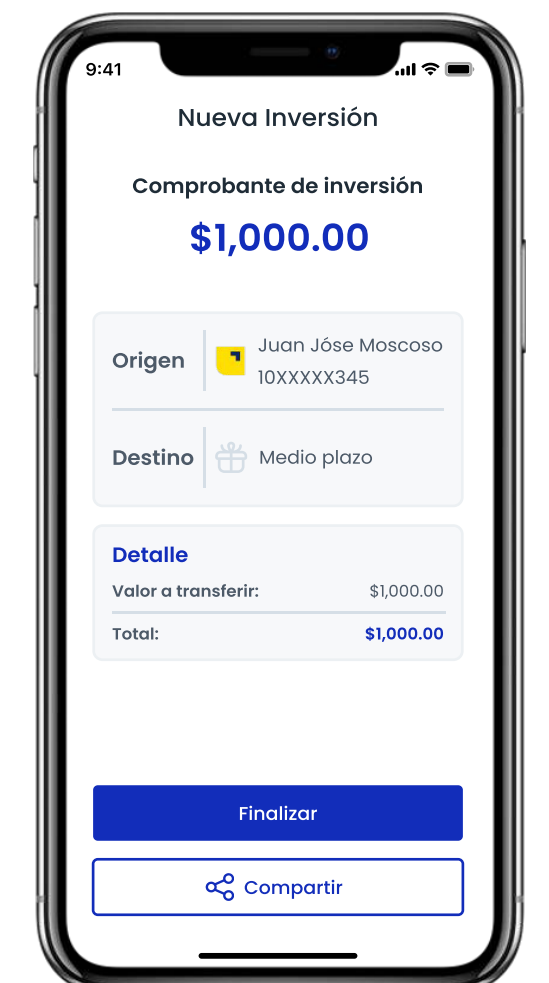 9:41
Nueva Inversión
Comprobante de inversión
$1,000.00
Origen
Juan Jóse Moscoso
10XXXXX345
Destino
Medio plazo
Detalle
Valor a transferir: $1,000.00
Total: $1,000.00
Finalizar
Compartir